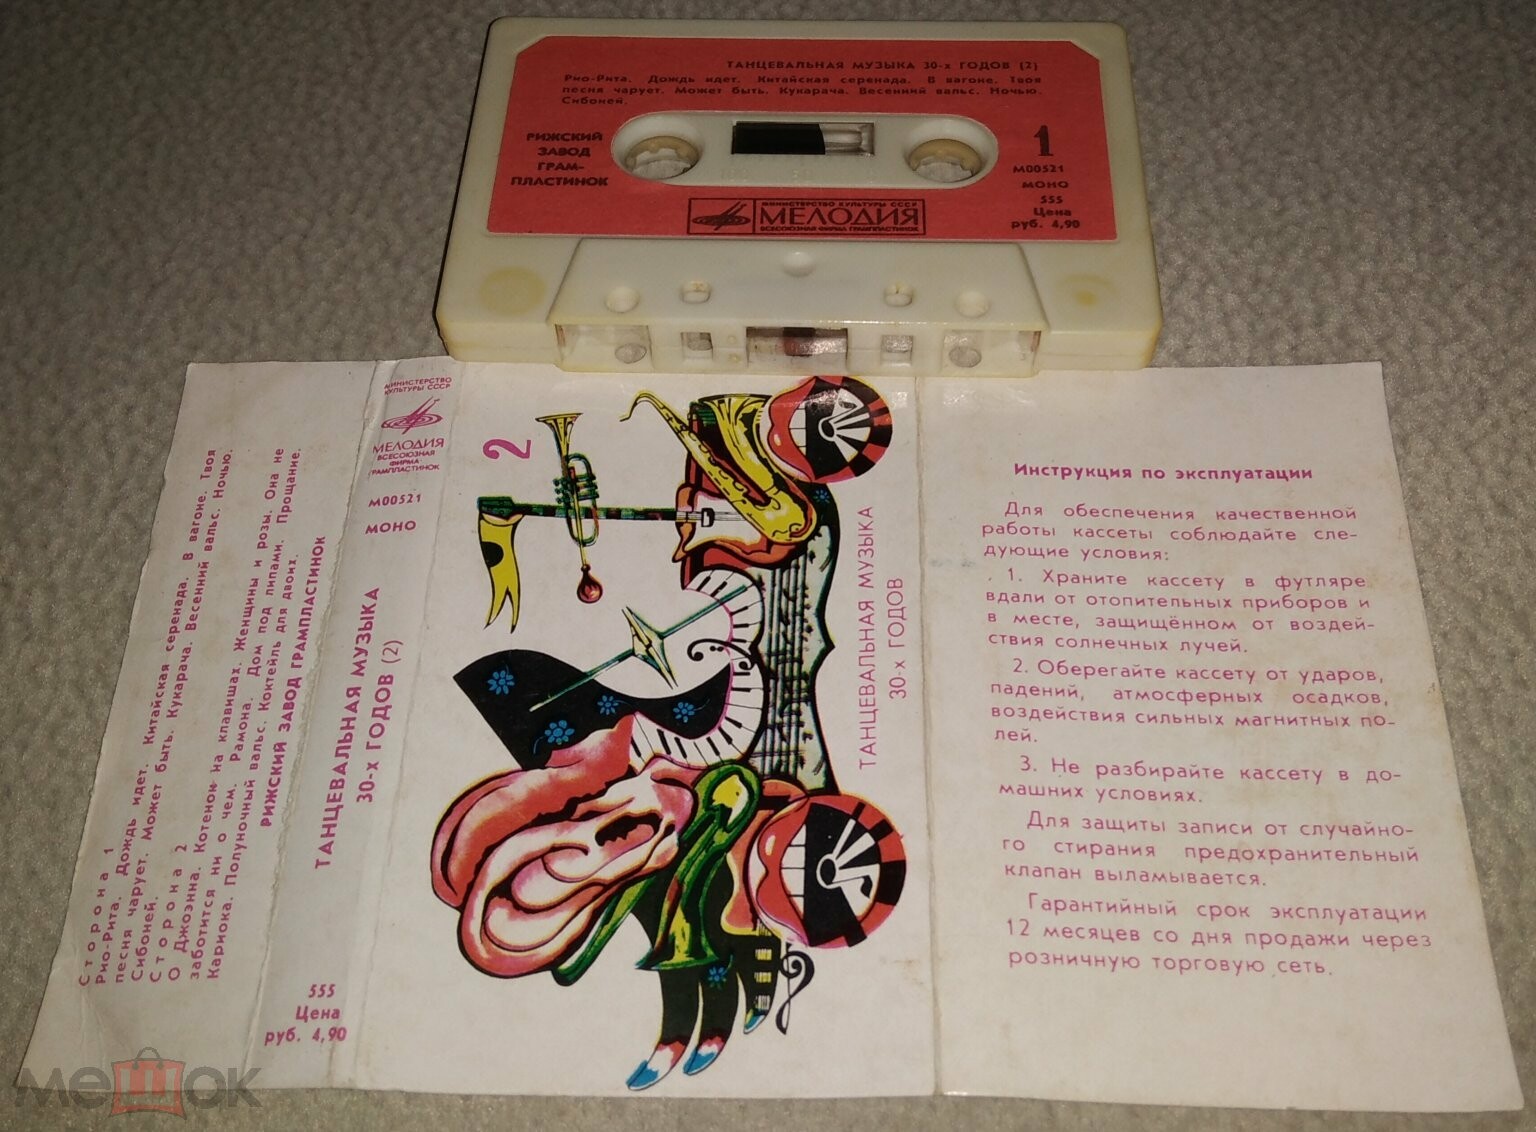 ТАНЦЕВАЛЬНАЯ МУЗЫКА 30-х ГОДОВ (2)
Рио-Рита. Дождь идет. Китайская серенада. В вагоне. Твоя
песня чарует. Может быть. Кукарача. Весенний вальс. Ночью.
Сибоней.
РИЖСКИЙ
ЗАВОД
ГРАМ-
ПЛАСТИНОК
1
М00521
МОНО
555
Цена
руб. 4,90
МИНИСТЕРСТВО КУЛЬТУРЫ СССР
МЕЛОДИЯ
ВСЕСОЮЗНАЯ ФИРМА ГРАМПЛАСТИНОК
Сторона 1
Рио-Рита. Дождь идет. Китайская серенада. В вагоне. Твоя
песня чарует. Может быть. Кукарача. Весенний вальс. Ночью.
Сибоней.
Сторона 2
О Джоэнна. Котенок на клавишах. Женщины и розы. Она не
заботится ни о чем. Рамона. Дом под липами. Прощание.
Кариока. Полуночный вальс. Коктейль для двоих.
РИЖСКИЙ ЗАВОД ГРАМПЛАСТИНОК
МИНИСТЕРСТВО
КУЛЬТУРЫ СССР
МЕЛОДИЯ
ВСЕСОЮЗНАЯ
ФИРМА
ГРАМПЛАСТИНОК
М00521
МОНО
ТАНЦЕВАЛЬНАЯ МУЗЫКА
30-х ГОДОВ (2)
555
Цена
руб. 4,90
2
ТАНЦЕВАЛЬНАЯ МУЗЫКА
30-х ГОДОВ
Инструкция по эксплуатации
Для обеспечения качественной
работы кассеты соблюдайте сле-
дующие условия:
1. Храните кассету в футляре
вдали от отопительных приборов и
в месте, защищённом от воздей-
ствия солнечных лучей.
2. Оберегайте кассету от ударов,
падений, атмосферных осадков,
воздействия сильных магнитных по-
лей.
3. Не разбирайте кассету в до-
машних условиях.
Для защиты записи от случайно-
го стирания предохранительный
клапан выламывается.
Гарантийный срок эксплуатации
12 месяцев со дня продажи через
розничную торговую сеть.
мешок